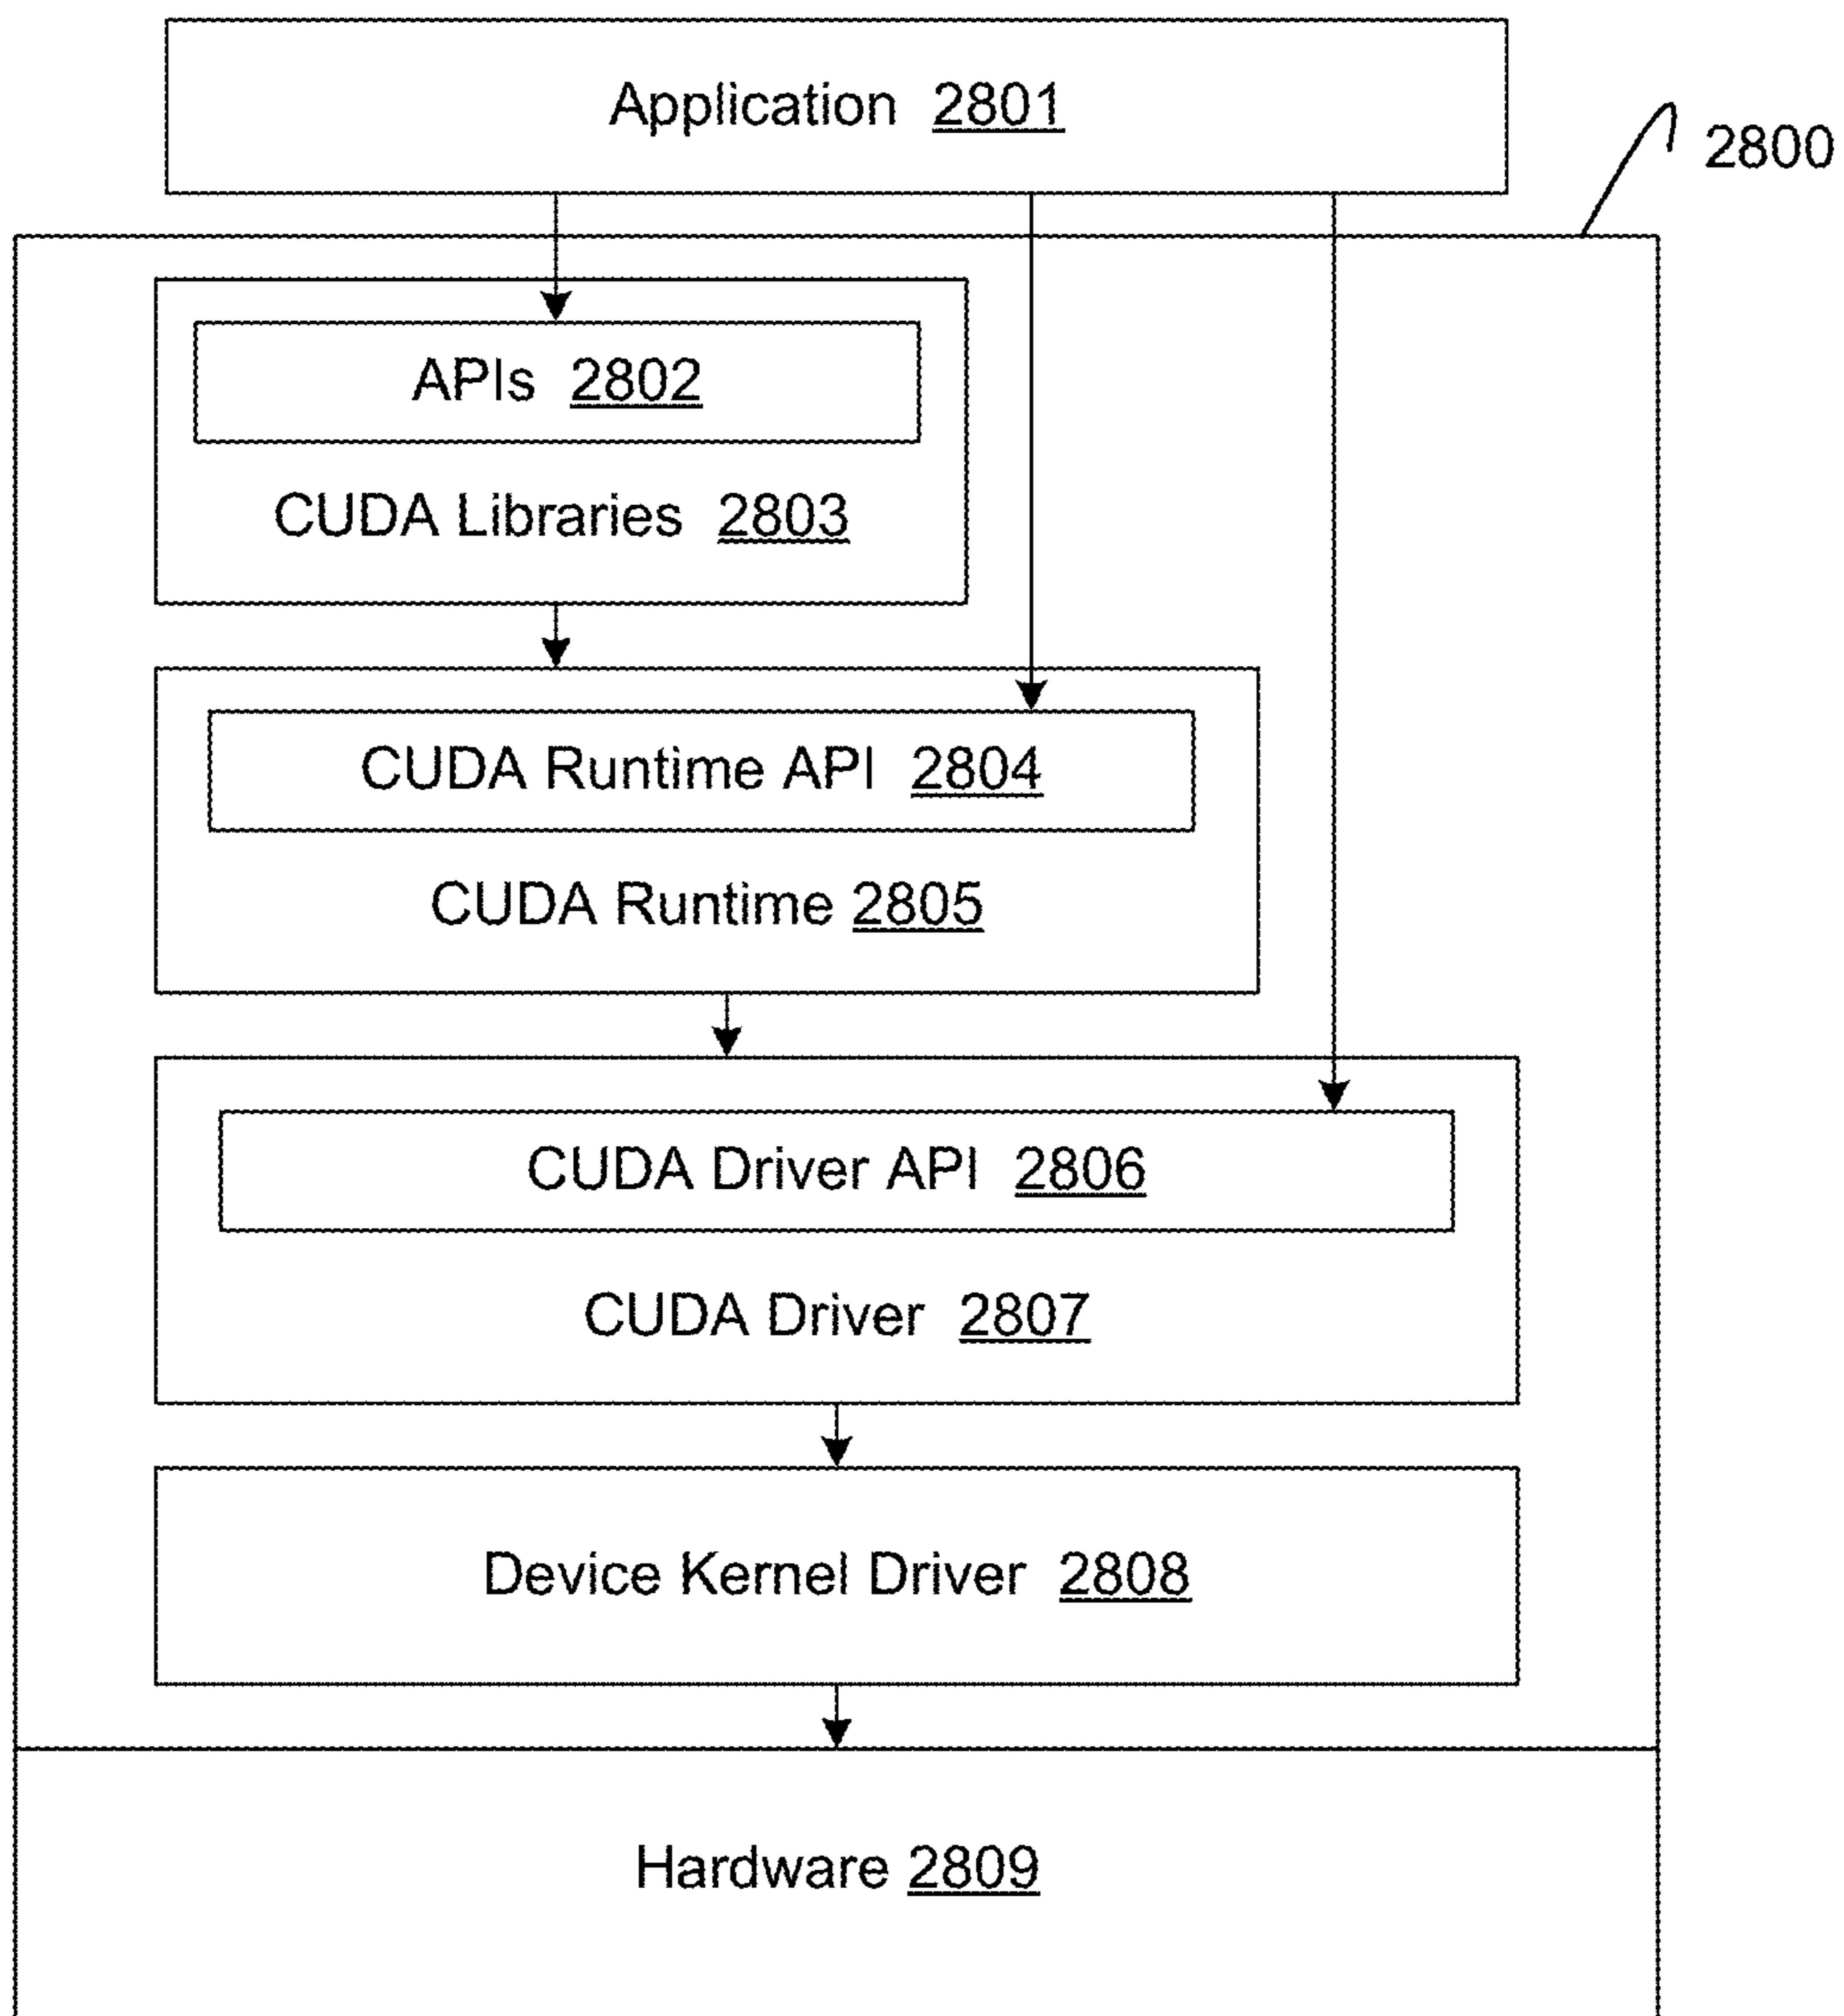 Application 2801
2800
APIs 2802
CUDA Libraries 2803
CUDA Runtime API 2804
CUDA Runtime 2805
CUDA Driver API 2806
CUDA Driver 2807
Device Kernel Driver 2808
Hardware 2809